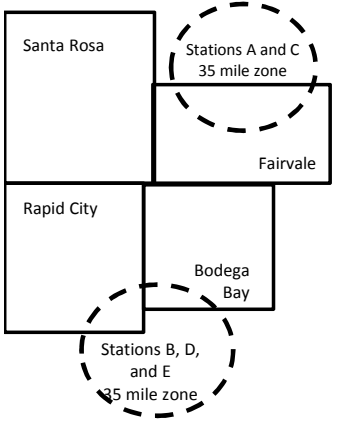 Santa Rosa
Stations A and C
35 mile zone
Fairvale
Rapid City
Bodega
Bay
Stations B, D,
and E
35 mile zone